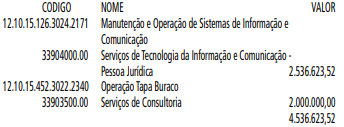 CODIGO NOME VALOR
12.10.15.126.3024.2171 Manutenção e Operação de Sistemas de Informação e
Comunicação
33904000.00 Serviços de Tecnologia da Informação e Comunicação -
Pessoa Jurídica 2.536.623,52
12.10.15.452.3022.2340 Operação Tapa Buraco
33903500.00 Serviços de Consultoria 2.000.000,00
4.536.623,52